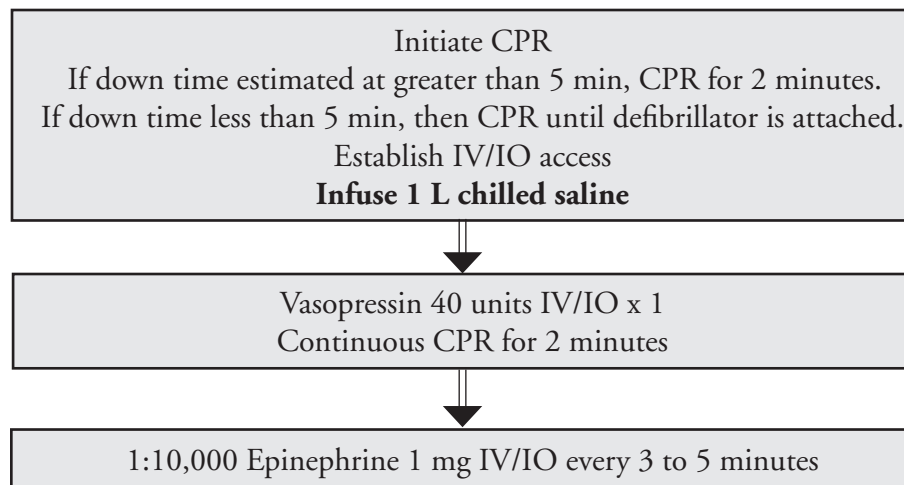 Initiate CPR
If down time estimated at greater than 5 min, CPR for 2 minutes.
If down time less than 5 min, then CPR until defibrillator is attached.
Establish IV/IO access
Infuse 1 L chilled saline
Vasopressin 40 units IV/IO x 1
Continuous CPR for 2 minutes
1:10,000 Epinephrine 1 mg IV/IO every 3 to 5 minutes